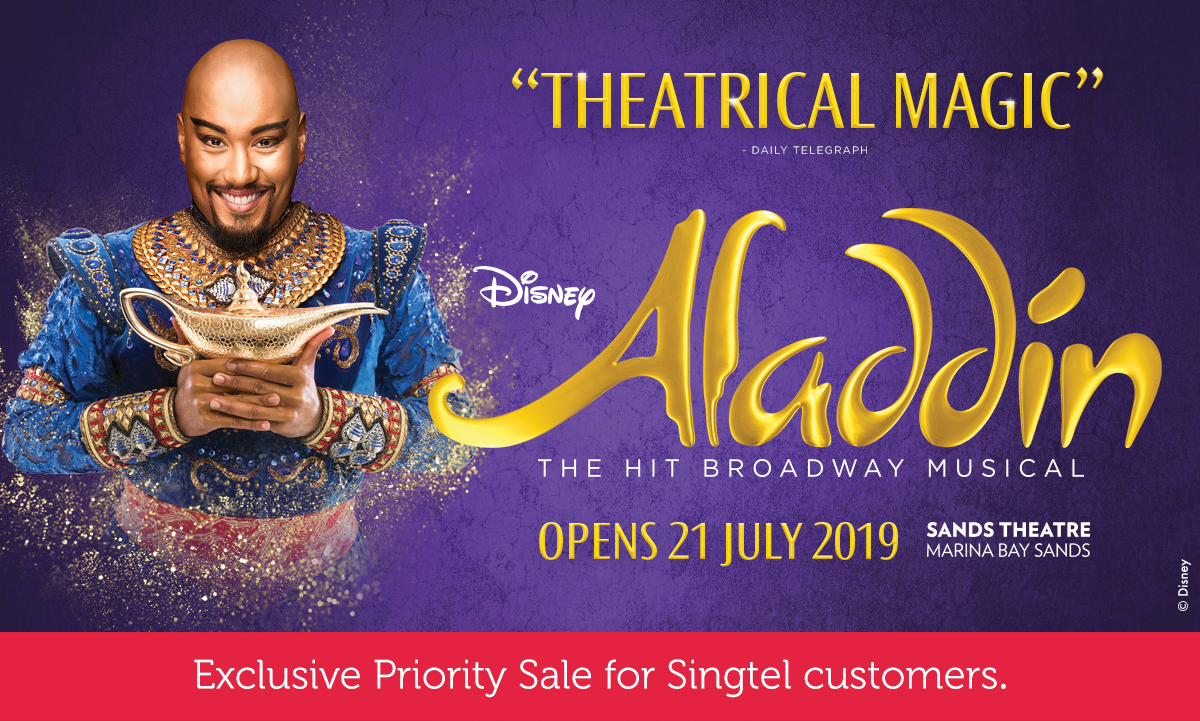 “THEATRICAL MAGIC”
- DAILY TELEGRAPH
Disney
Aladdin
THE HIT BROADWAY MUSICAL
OPENS 21 JULY 2019
SANDS THEATRE
MARINA BAY SANDS
© Disney
Exclusive Priority Sale for Singtel customers.